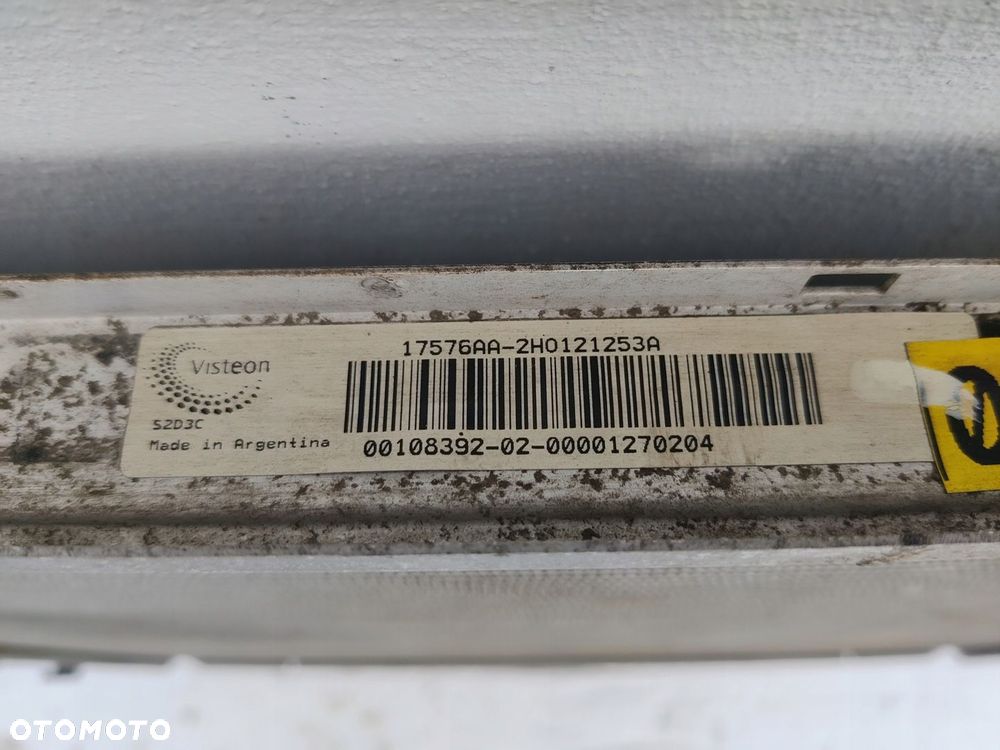 17576AA-2H0121253A
Visteon
S2D3C
Made in Argentina
00108392-02-00001270204
OTOMOTO